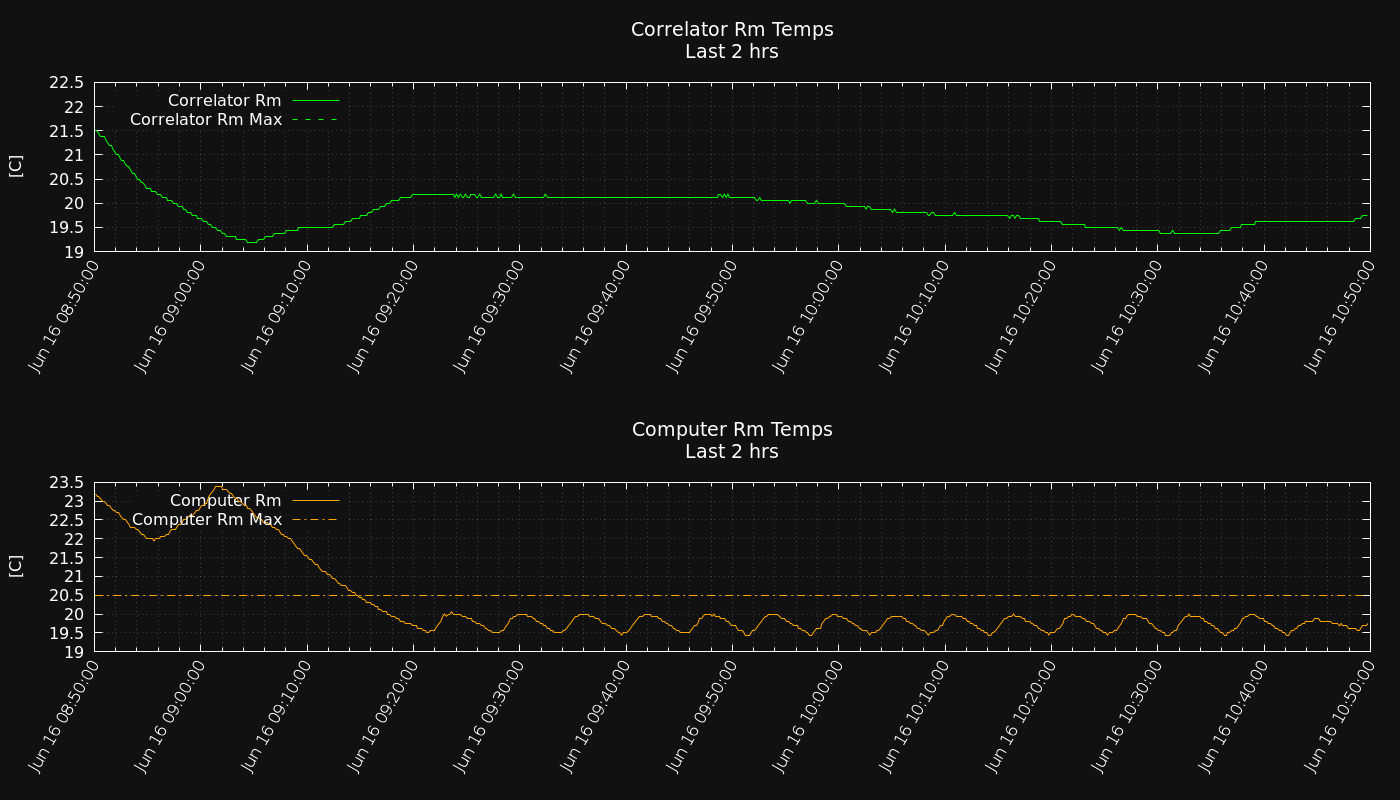 Correlator Rm Temps
Last 2 hrs
22.5
22
21.5
21
20.5
20
19.5
19
[C]
Correlator Rm
Correlator Rm Max
Jun 16 08:50:00
Jun 16 09:00:00
Jun 16 09:10:00
Jun 16 09:20:00
Jun 16 09:30:00
Jun 16 09:40:00
Jun 16 09:50:00
Jun 16 10:00:00
Jun 16 10:10:00
Jun 16 10:20:00
Jun 16 10:30:00
Jun 16 10:40:00
Jun 16 10:50:00
Computer Rm Temps
Last 2 hrs
23.5
23
22.5
22
21.5
21
20.5
20
19.5
19
[C]
Computer Rm
Computer Rm Max
Jun 16 08:50:00
Jun 16 09:00:00
Jun 16 09:10:00
Jun 16 09:20:00
Jun 16 09:30:00
Jun 16 09:40:00
Jun 16 09:50:00
Jun 16 10:00:00
Jun 16 10:10:00
Jun 16 10:20:00
Jun 16 10:30:00
Jun 16 10:40:00
Jun 16 10:50:00